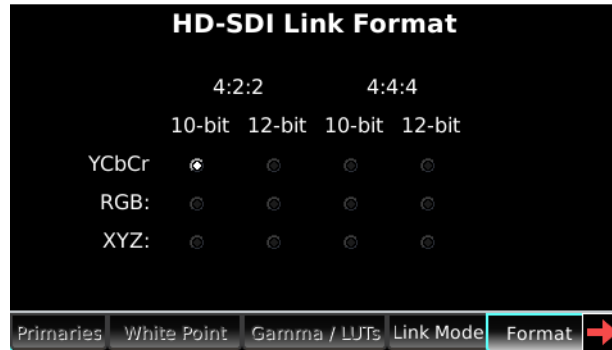 HD-SDI Link Format
4:2:2 4:4:4
10-bit 12-bit 10-bit 12-bit
YCbCr
RGB:
XYZ:
Primaries White Point Gamma / LUTs Link Mode Format